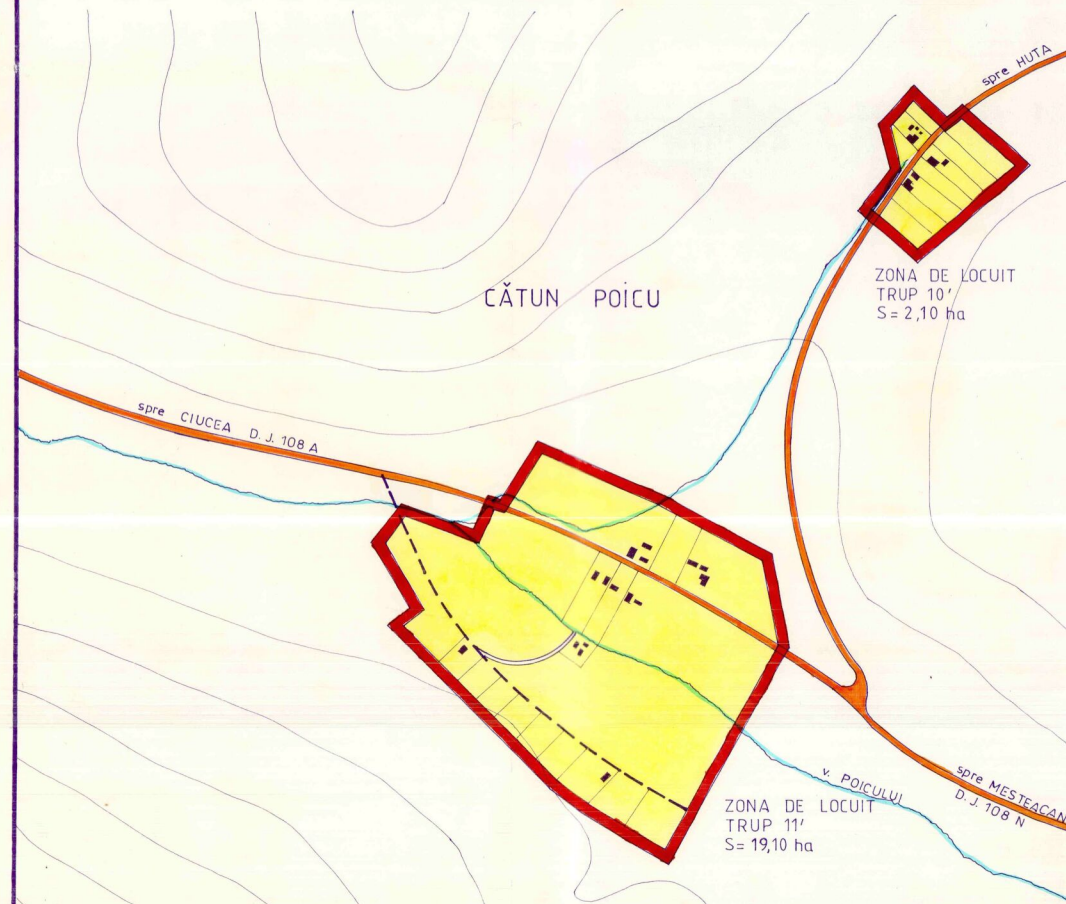 spre HUTA
ZONA DE LOCUIT
TRUP 10'
S= 2,10 ha
CĂTUN POICU
spre CIUCEA D.J. 108 A
v. POICULUI
spre MESTEACAN
D.J. 108 N
ZONA DE LOCUIT
TRUP 11'
S= 19,10 ha